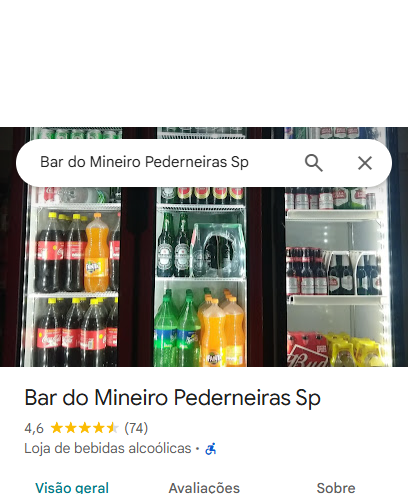 Bar do Mineiro Pederneiras Sp
Bar do Mineiro Pederneiras Sp
4,6 (74)
Loja de bebidas alcoólicas •
Visão geral Avaliações Sobre